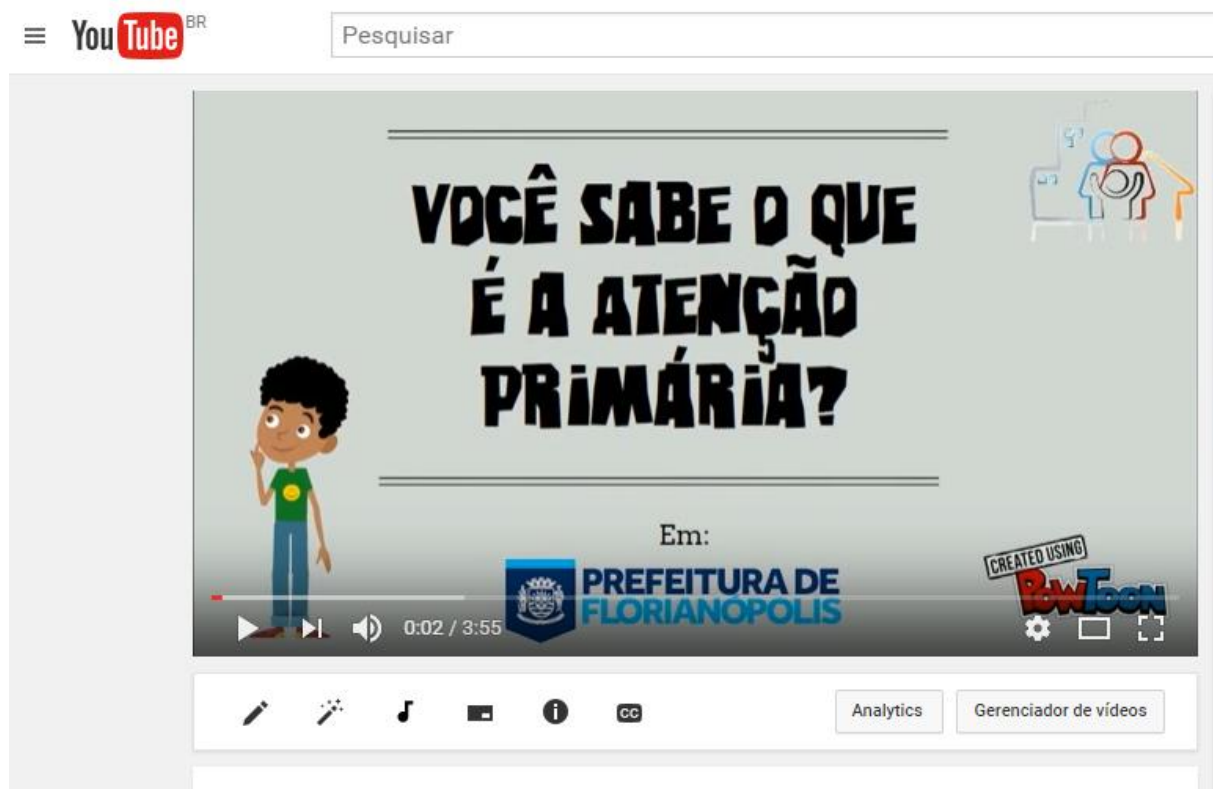 YouTube BR
Pesquisar
VOCÊ SABE O QUE
É A ATENÇÃO
PRIMÁRIA?
Em:
PREFEITURA DE
FLORIANÓPOLIS
CREATED USING
POWTOON
0:02 / 3:55
CC
Analytics
Gerenciador de vídeos